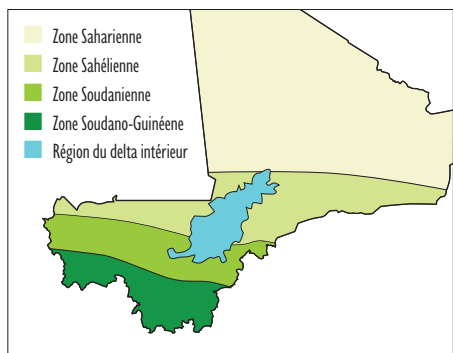 Zone Saharienne
Zone Sahélienne
Zone Soudanienne
Zone Soudano-Guinéene
Région du delta intérieur